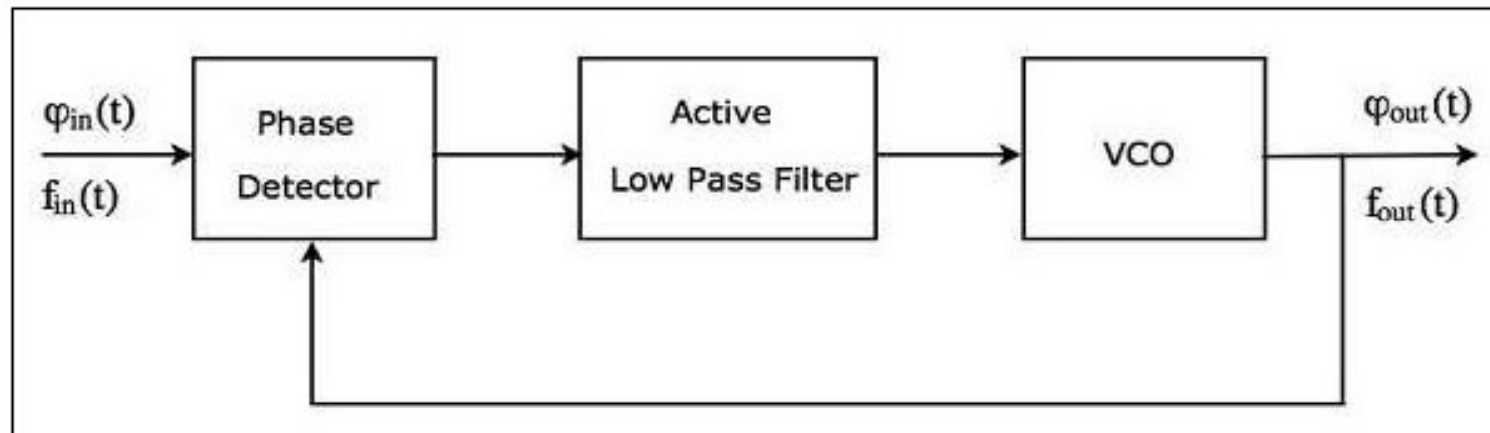 φin(t)
fin(t)
Phase
Detector
Active
Low Pass Filter
VCO
φout(t)
fout(t)